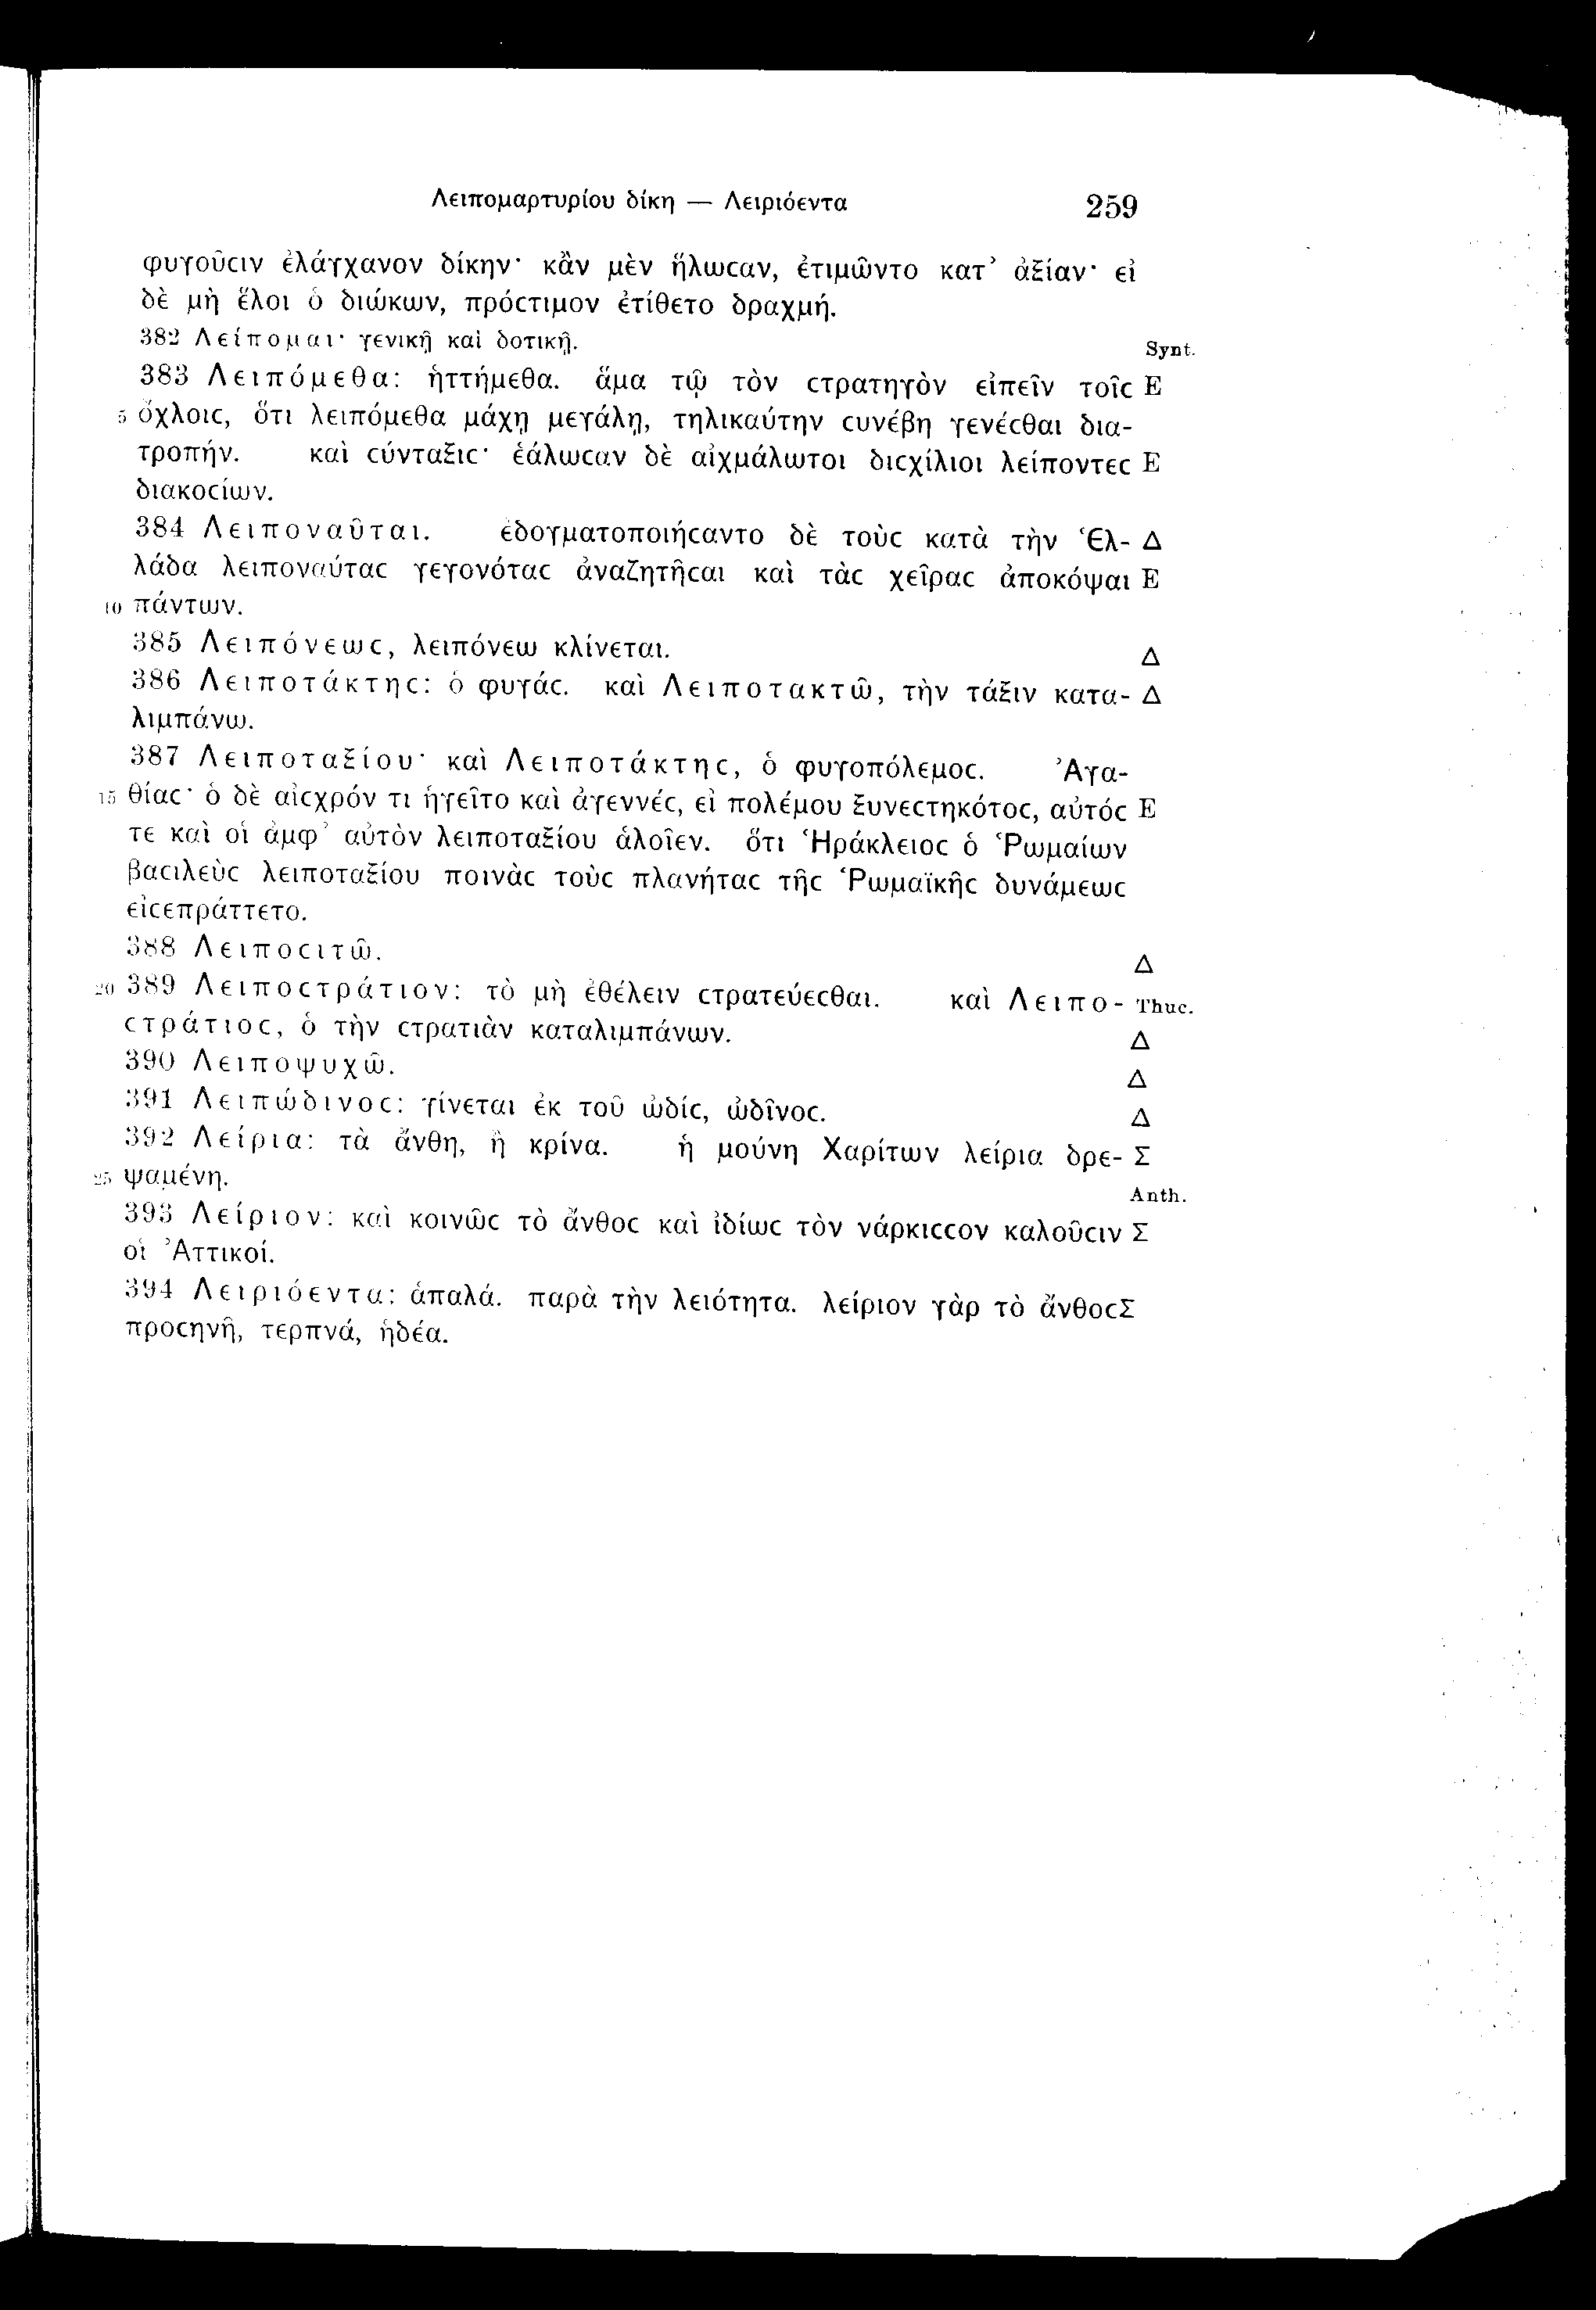 Λειπομαρτυρίου δίκη — Λειριόεντα 259
φυγοῦϲιν ἐλάγχανον δίκην· κἂν μὲν ἥλωϲαν, ἐτιμῶντο κατ’ ἀξίαν· εἰ
δὲ μὴ ἕλοι ὁ διώκων, πρόϲτιμον ἐτίθετο δραχμή.
382 Λείπομαι· γενικῇ καὶ δοτικῇ. Synt.
383 Λειπόμεθα: ἡττήμεθα. ἅμα τῷ τὸν ϲτρατηγὸν εἰπεῖν τοῖϲ E
5 ὄχλοιϲ, ὅτι λειπόμεθα μάχῃ μεγάλῃ, τηλικαύτην ϲυνέβη γενέϲθαι δια-
τροπήν. καὶ ϲύνταξιϲ· ἑάλωϲαν δὲ αἰχμάλωτοι διϲχίλιοι λείποντεϲ E
διακοϲίων.
384 Λειποναῦται. ἐδογματοποιήϲαντο δὲ τοὺϲ κατὰ τὴν Ἑλ- Δ
λάδα λειποναύταϲ γεγονόταϲ ἀναζητῆϲαι καὶ τὰϲ χεῖραϲ ἀποκόψαι E
10 πάντων.
385 Λειπόνεωϲ, λειπόνεω κλίνεται. Δ
386 Λειποτάκτηϲ: ὁ φυγάϲ. καὶ Λειποτακτῶ, τὴν τάξιν κατα- Δ
λιμπάνω.
387 Λειποταξίου· καὶ Λειποτάκτηϲ, ὁ φυγοπόλεμοϲ. Ἀγα-
15 θίαϲ· ὁ δὲ αἰϲχρόν τι ἡγεῖτο καὶ ἀγεννέϲ, εἰ πολέμου ξυνεϲτηκότοϲ, αὐτόϲ E
τε καὶ οἱ ἀμφ’ αὐτὸν λειποταξίου ἁλοῖεν. ὅτι Ἡράκλειοϲ ὁ Ῥωμαίων
βαϲιλεὺϲ λειποταξίου ποινὰϲ τοὺϲ πλανήταϲ τῆϲ Ῥωμαϊκῆϲ δυνάμεωϲ
εἰϲεπράττετο.
388 Λειποϲιτῶ. Δ
20 389 Λειποϲτράτιον: τὸ μὴ ἐθέλειν ϲτρατεύεϲθαι. καὶ Λειπο- Thuc.
ϲτράτιοϲ, ὁ τὴν ϲτρατιὰν καταλιμπάνων. Δ
390 Λειποψυχῶ. Δ
391 Λειπώδινοϲ: γίνεται ἐκ τοῦ ὠδίϲ, ὠδῖνοϲ. Δ
392 Λείρια: τὰ ἄνθη, ἢ κρίνα. ἡ μούνη Χαρίτων λείρια δρε- Σ
25 ψαμένη. Anth.
393 Λείριον: καὶ κοινῶϲ τὸ ἄνθοϲ καὶ ἰδίωϲ τὸν νάρκιϲϲον καλοῦϲιν Σ
οἱ Ἀττικοί.
394 Λειριόεντα: ἁπαλά. παρὰ τὴν λειότητα. λείριον γὰρ τὸ ἄνθοϲ Σ
προϲηνῆ, τερπνά, ἡδέα.